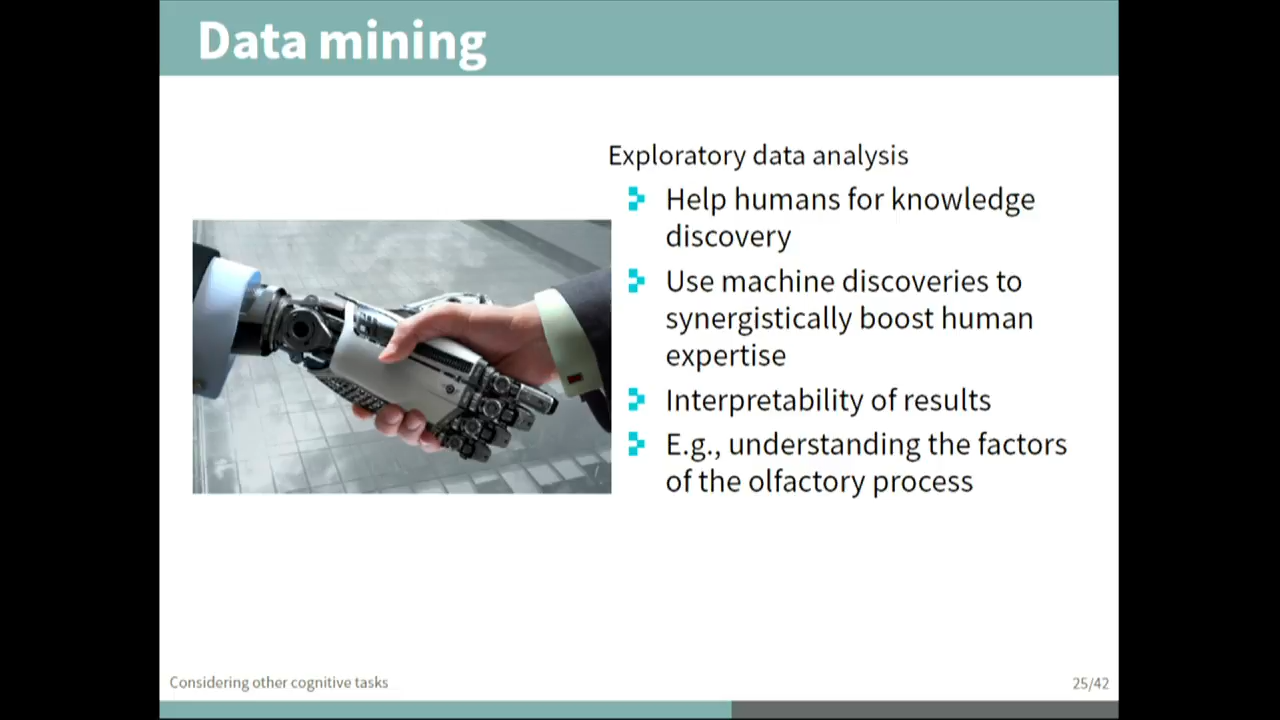 Data mining
Exploratory data analysis
Help humans for knowledge
discovery
Use machine discoveries to
synergistically boost human
expertise
Interpretability of results
E.g., understanding the factors
of the olfactory process
Considering other cognitive tasks
25/42